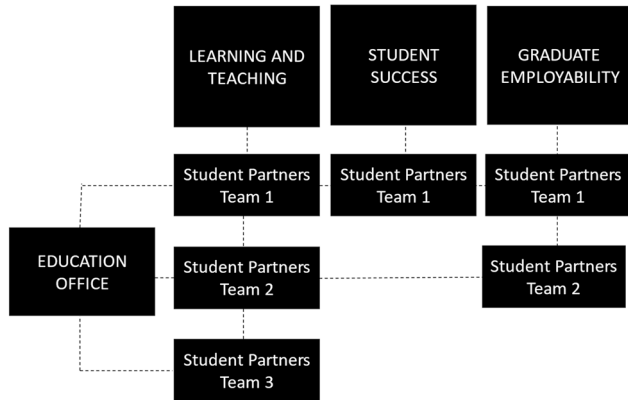 LEARNING AND
TEACHING
STUDENT
SUCCESS
GRADUATE
EMPLOYABILITY
Student Partners
Team 1
Student Partners
Team 1
Student Partners
Team 1
EDUCATION
OFFICE
Student Partners
Team 2
Student Partners
Team 2
Student Partners
Team 3